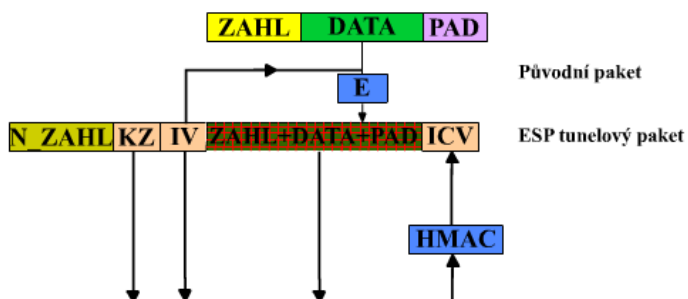 ZAHL DATA PAD
Původní paket
E
N_ZAHL KZ IV ZAHL+DATA+PAD ICV
ESP tunelový paket
HMAC